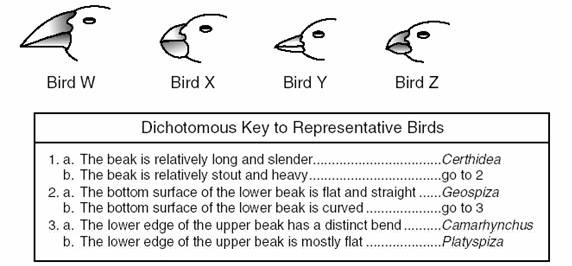 Bird W Bird X Bird Y Bird Z
Dichotomous Key to Representative Birds
1. a. The beak is relatively long and slender..................................Certhidea
b. The beak is relatively stout and heavy...................................go to 2
2. a. The bottom surface of the lower beak is flat and straight ......Geospiza
b. The bottom surface of the lower beak is curved ....................go to 3
3. a. The lower edge of the upper beak has a distinct bend ..........Camarhynchus
b. The lower edge of the upper beak is mostly flat ....................Platyspiza